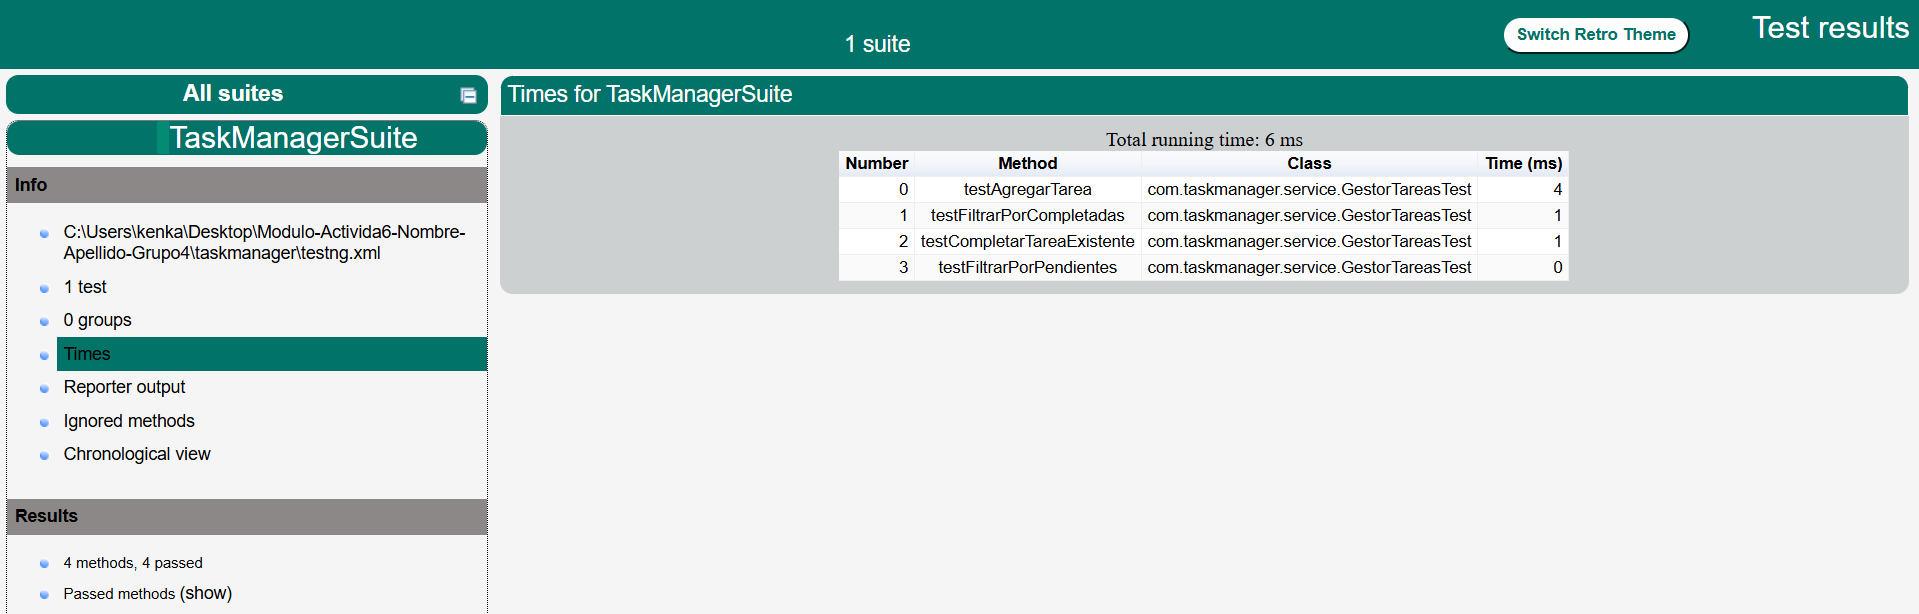 1 suite
Switch Retro Theme
Test results
All suites
TaskManagerSuite
Info
C:\Users\kenka\Desktop\Modulo-Activida6-Nombre-
Apellido-Grupo4\taskmanager\testng.xml
1 test
0 groups
Times
Reporter output
Ignored methods
Chronological view
Results
4 methods, 4 passed
Passed methods (show)
Times for TaskManagerSuite
Total running time: 6 ms
Number Method Class Time (ms)
0 testAgregarTarea com.taskmanager.service.GestorTareasTest 4
1 testFiltrarPorCompletadas com.taskmanager.service.GestorTareasTest 1
2 testCompletarTareaExistente com.taskmanager.service.GestorTareasTest 1
3 testFiltrarPorPendientes com.taskmanager.service.GestorTareasTest 0